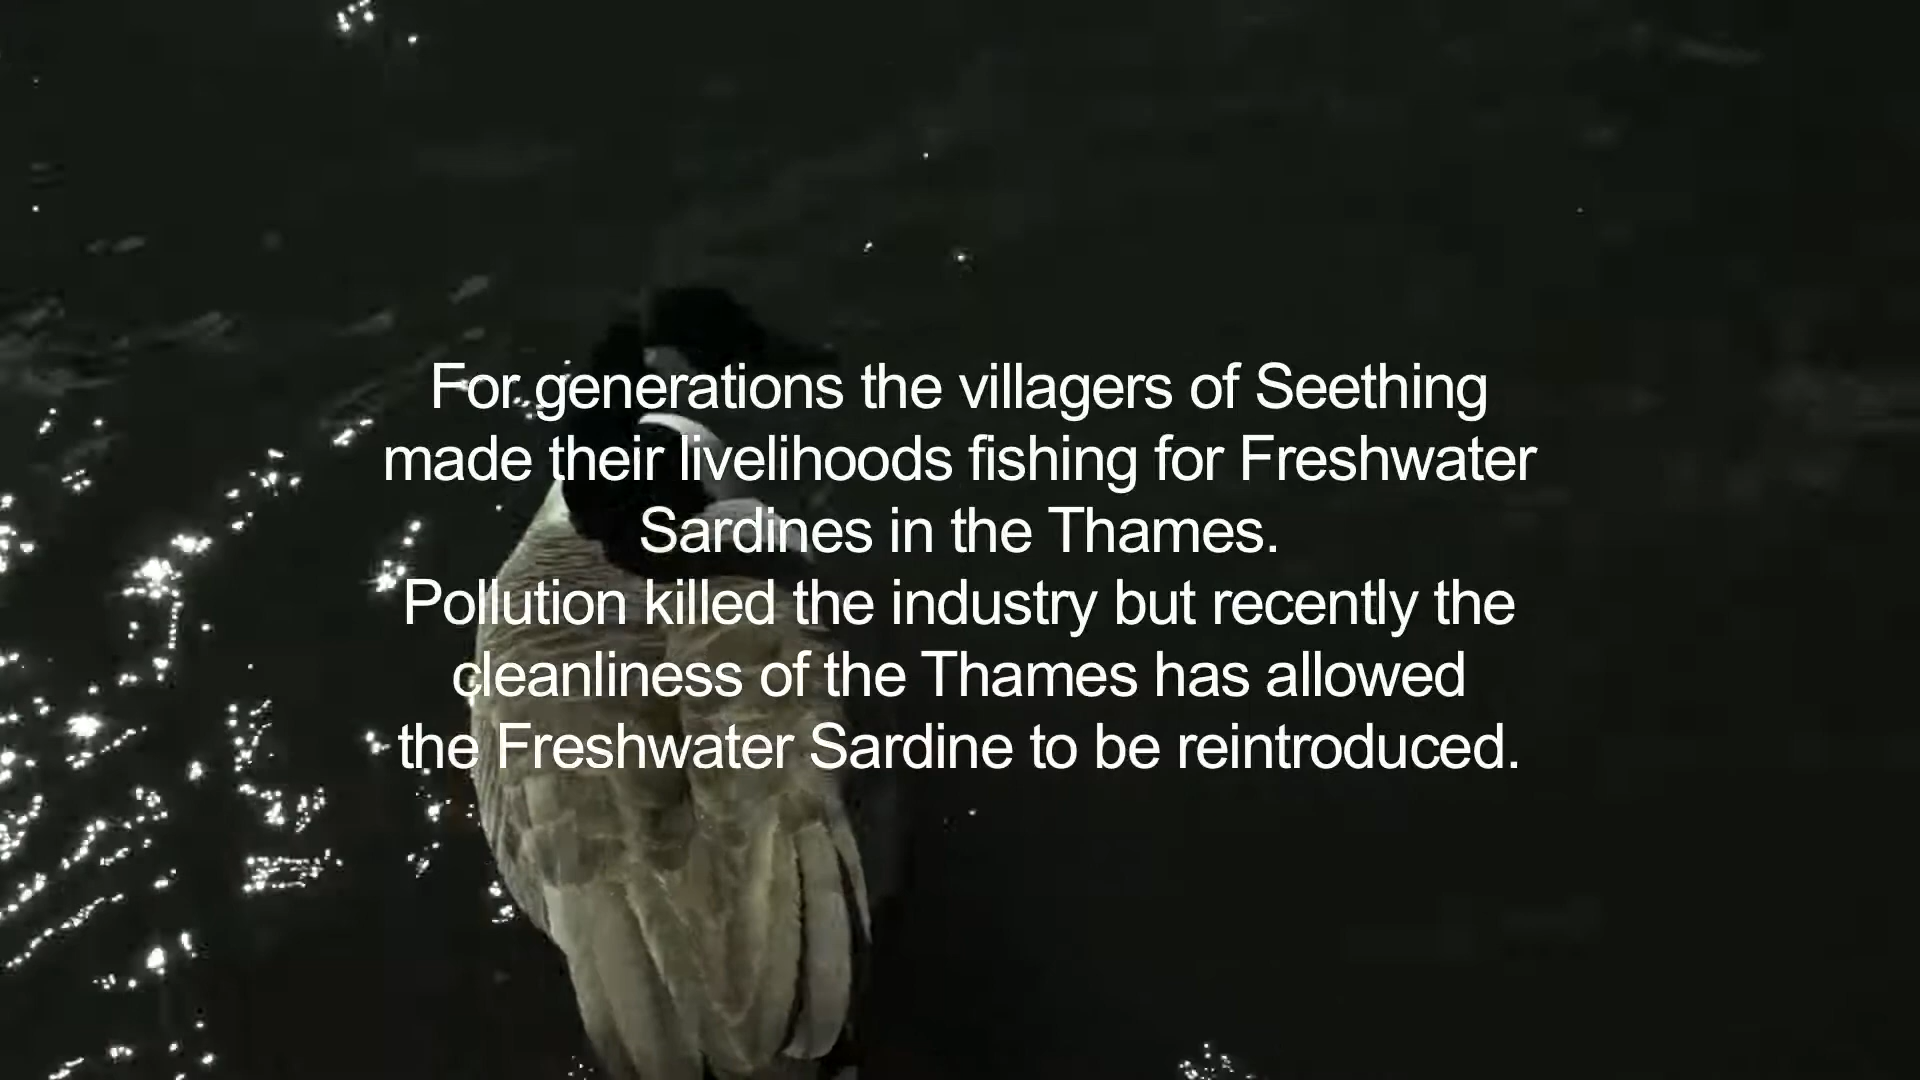 For generations the villagers of Seething
made their livelihoods fishing for Freshwater
Sardines in the Thames.
Pollution killed the industry but recently the
cleanliness of the Thames has allowed
the Freshwater Sardine to be reintroduced.